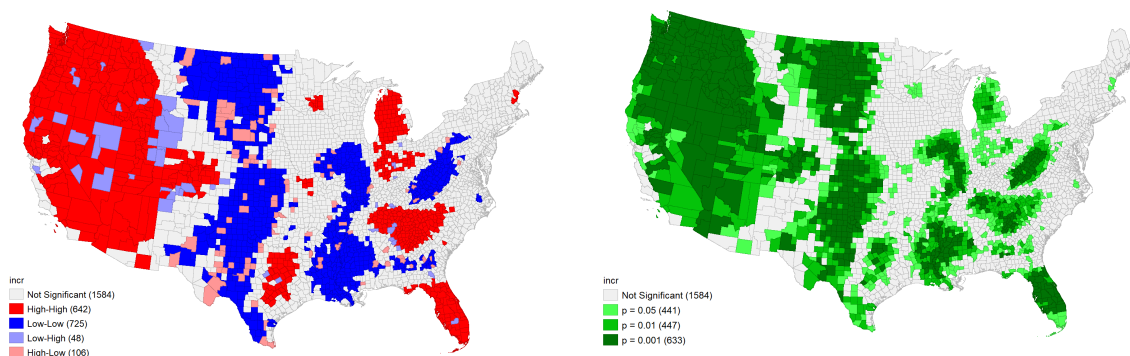 incr
Not Significant (1584)
High-High (642)
Low-Low (725)
Low-High (48)
High-Low (106)
incr
Not Significant (1584)
p = 0.05 (441)
p = 0.01 (447)
p = 0.001 (633)